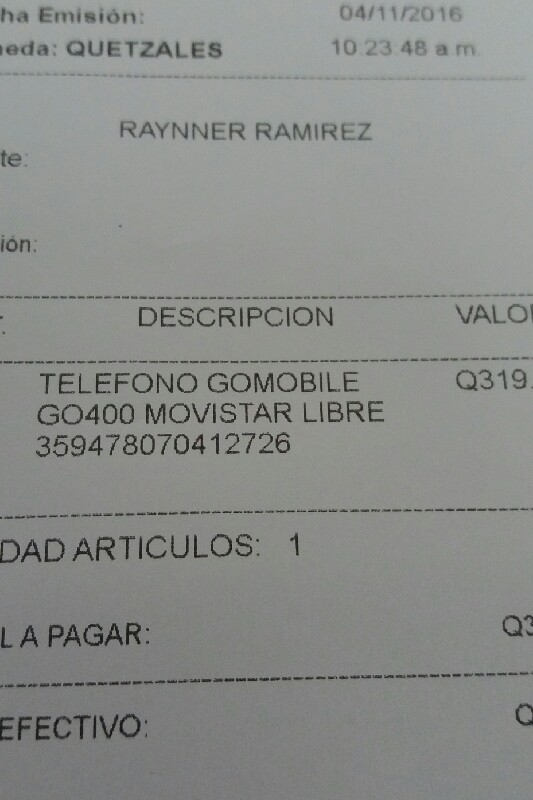 ha Emisión: 04/11/2016
neda: QUETZALES 10:23:48 a m.
RAYNNER RAMIREZ
te:
ión:
DESCRIPCION VALO
TELEFONO GOMOBILE Q319.
GO400 MOVISTAR LIBRE
359478070412726
DAD ARTICULOS: 1
L A PAGAR: Q3
EFECTIVO: Q